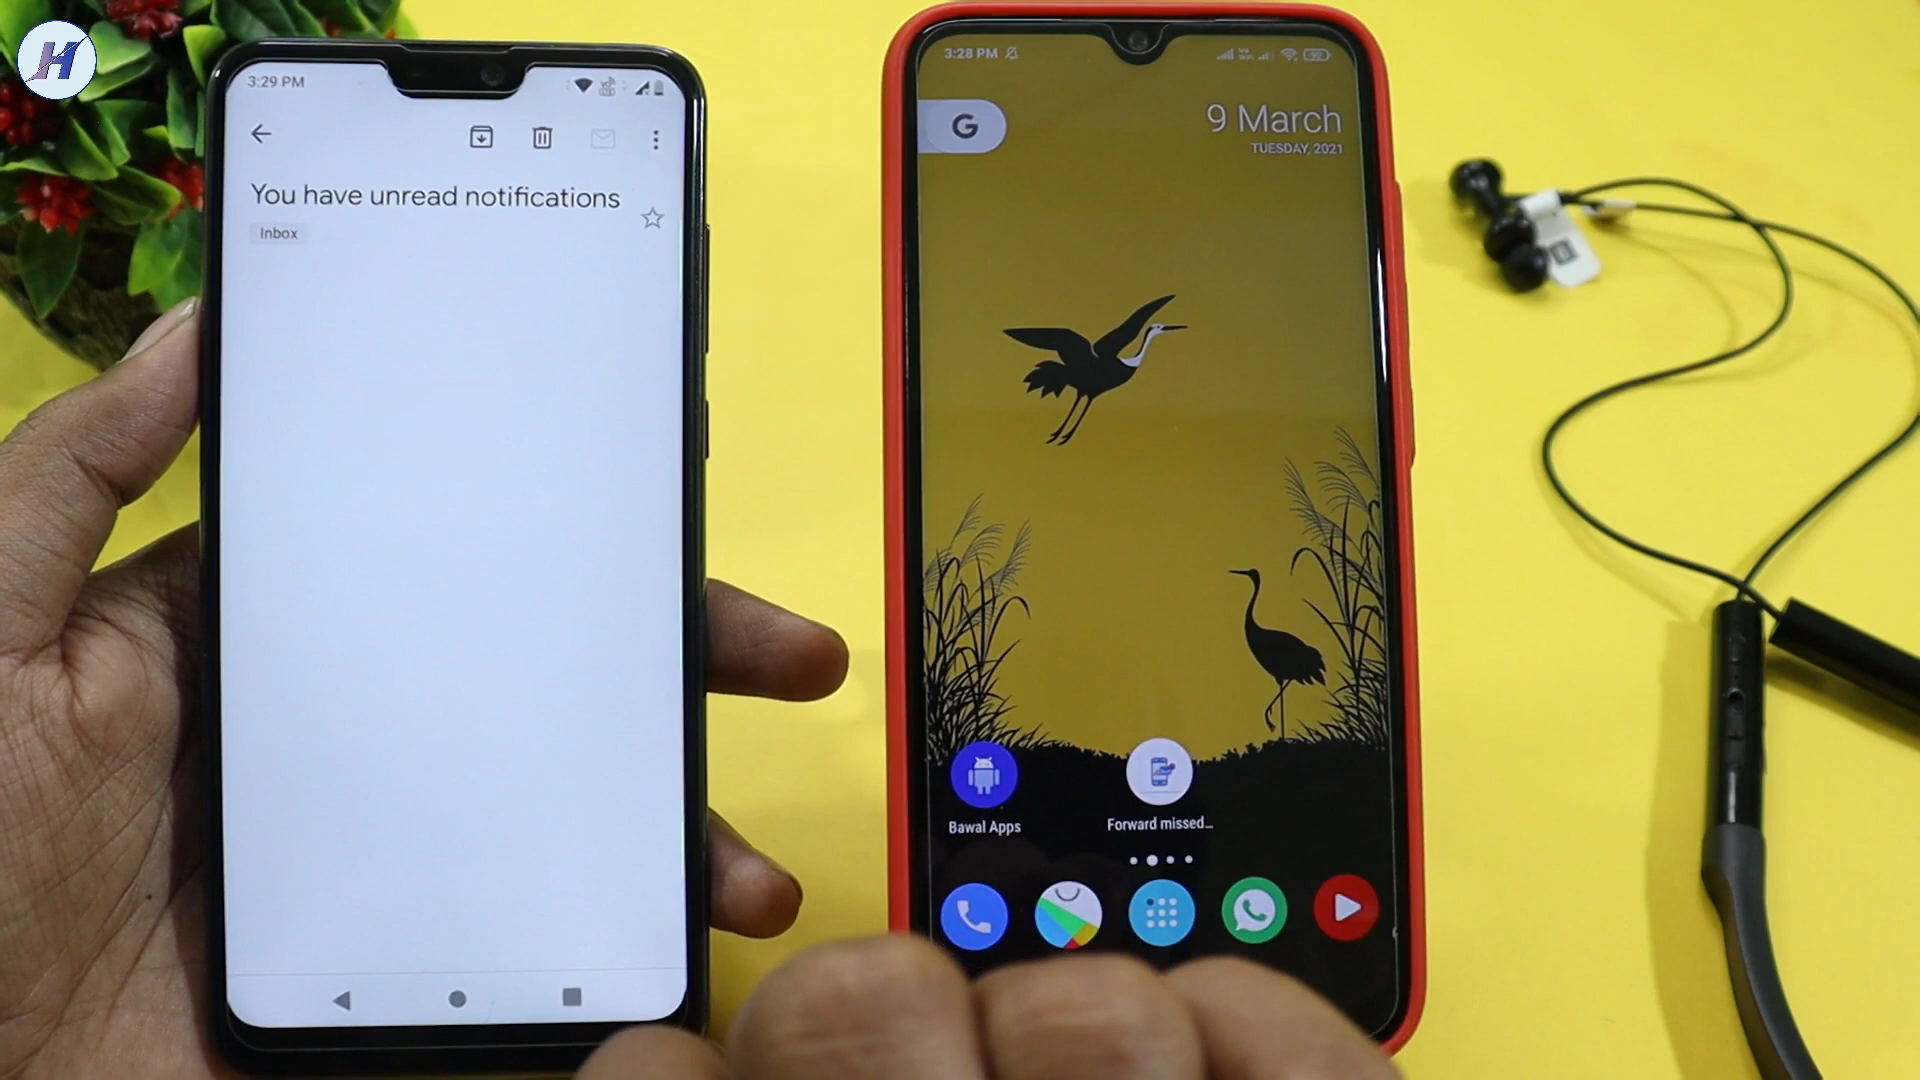 H
3:29 PM
You have unread notifications
Inbox
3:28 PM
G
9 March
TUESDAY, 2021
Bawal Apps
Forward missed...